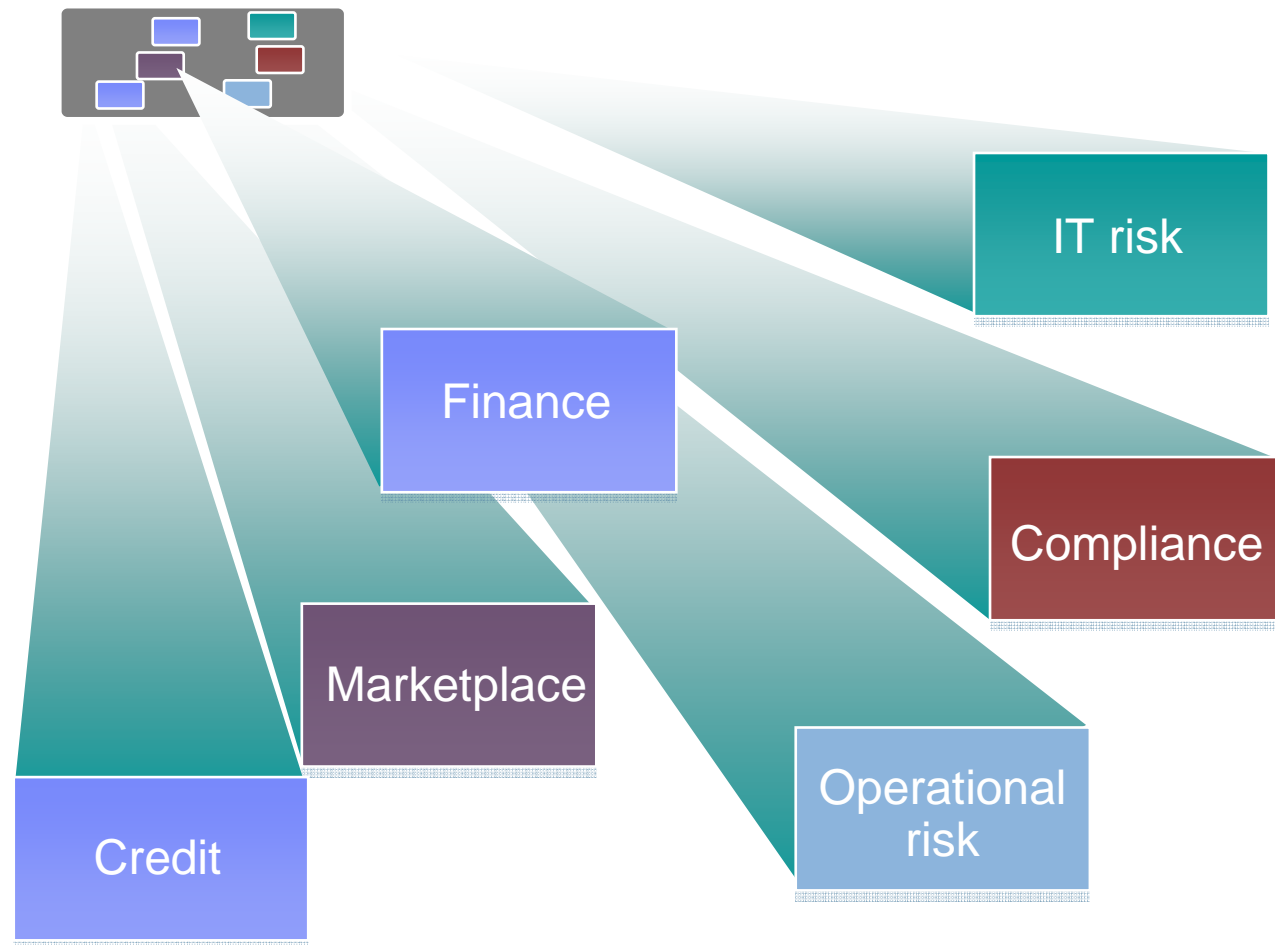 IT risk
Finance
Compliance
Marketplace
Operational
risk
Credit